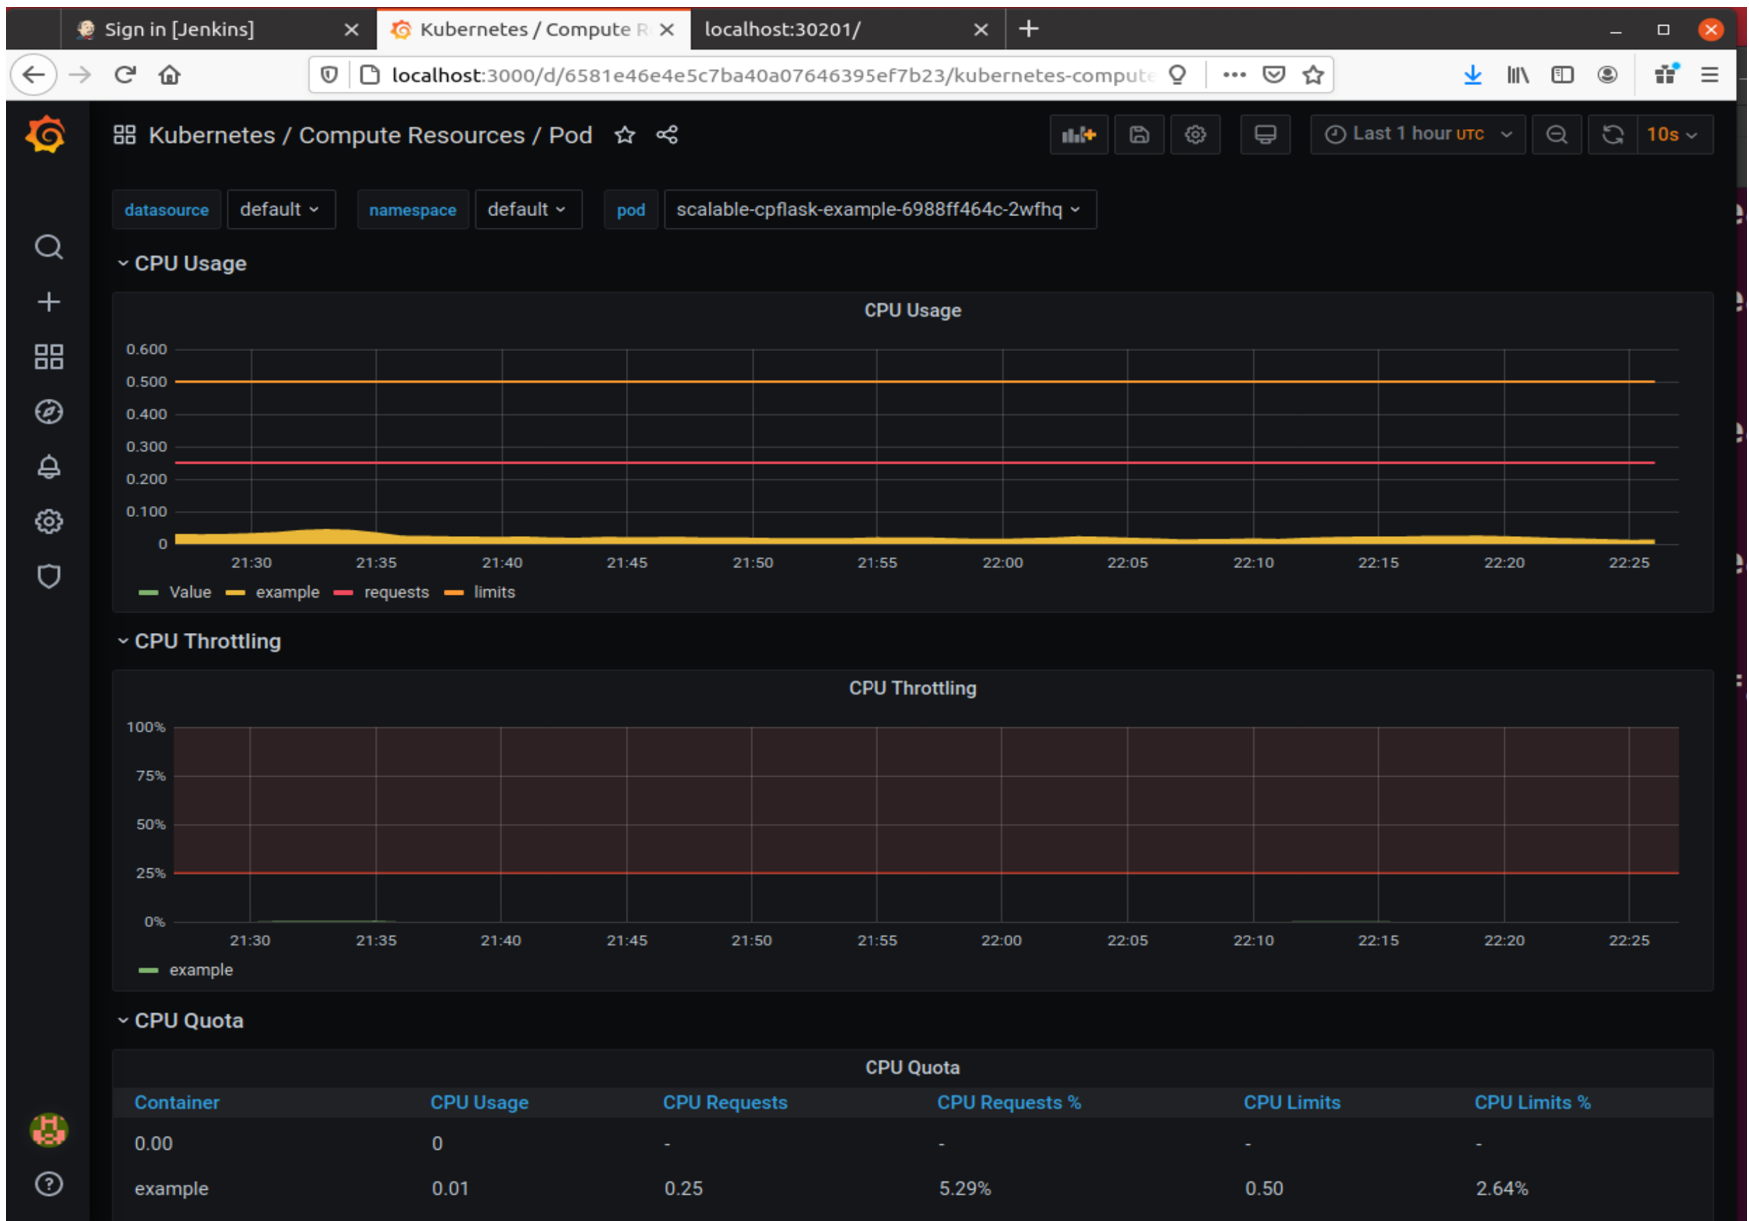 Sign in [Jenkins]
Kubernetes / Compute R
localhost:30201/
localhost:3000/d/6581e46e4e5c7ba40a07646395ef7b23/kubernetes-compute
Kubernetes / Compute Resources / Pod
Last 1 hour UTC
10s
datasource default namespace default pod scalable-cpflask-example-6988ff464c-2wfhq
CPU Usage
CPU Usage
0.600
0.500
0.400
0.300
0.200
0.100
0
21:30 21:35 21:40 21:45 21:50 21:55 22:00 22:05 22:10 22:15 22:20 22:25
Value example requests limits
CPU Throttling
CPU Throttling
100%
75%
50%
25%
0%
21:30 21:35 21:40 21:45 21:50 21:55 22:00 22:05 22:10 22:15 22:20 22:25
example
CPU Quota
CPU Quota
Container CPU Usage CPU Requests CPU Requests % CPU Limits CPU Limits %
0.00 0 - - - -
example 0.01 0.25 5.29% 0.50 2.64%